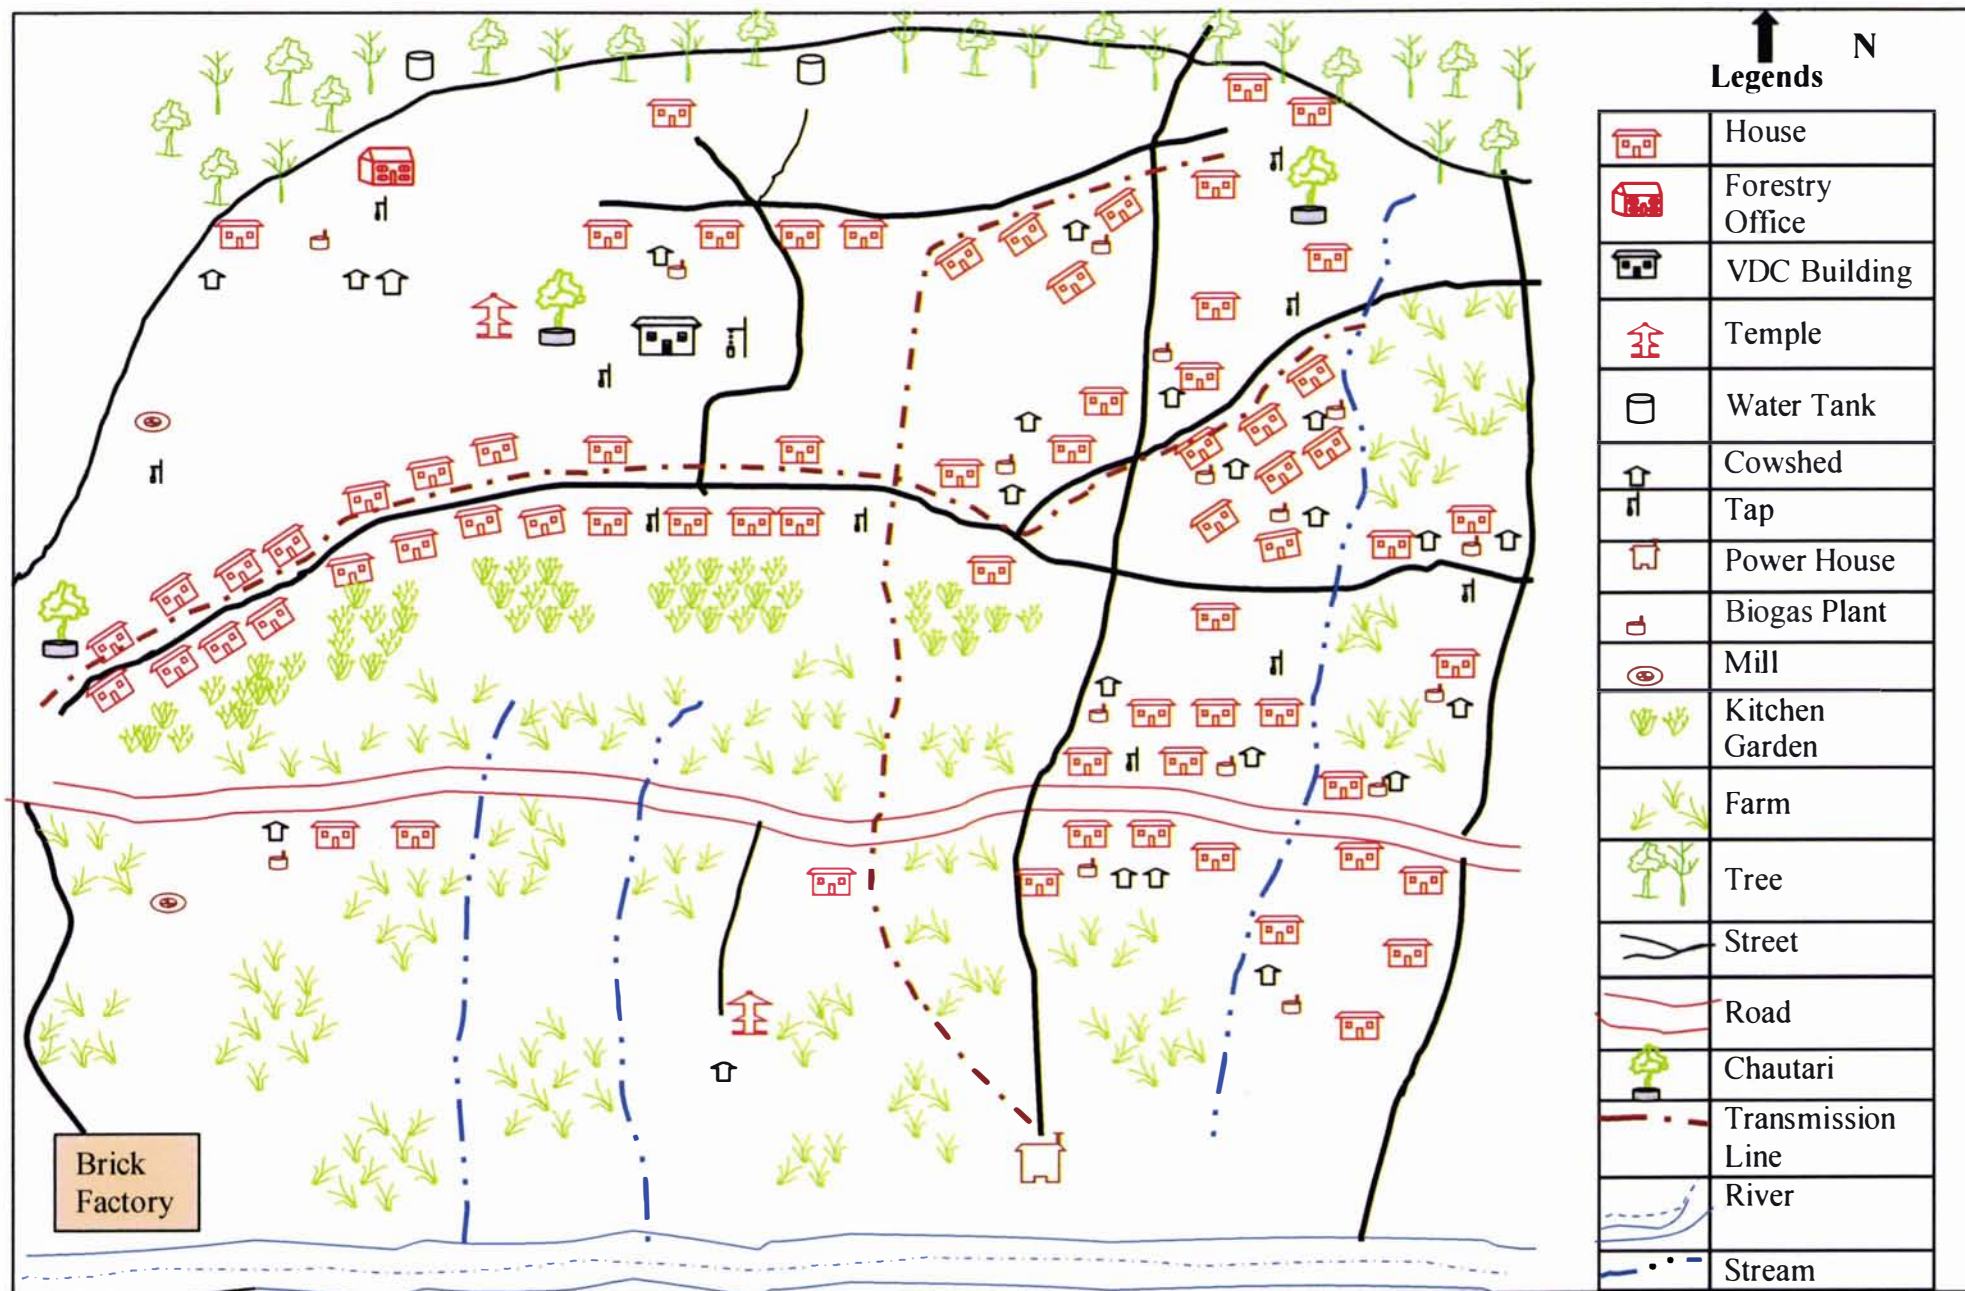 N
Legends
House
Forestry
Office
VDC Building
Temple
Water Tank
Cowshed
Tap
Power House
Biogas Plant
Mill
Kitchen
Garden
Farm
Tree
Street
Road
Chautari
Transmission
Line
River
Stream
Brick
Factory